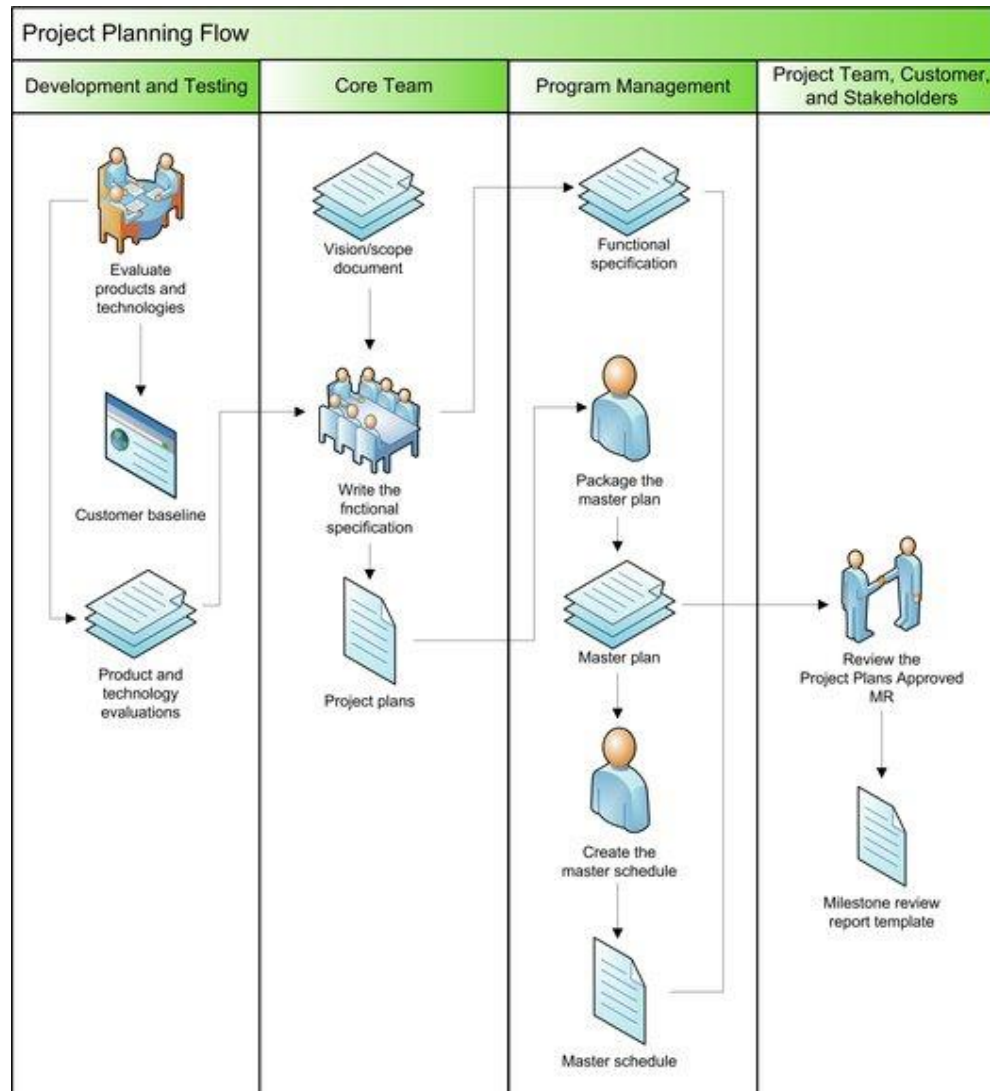 Project Planning Flow
Development and Testing
Core Team
Program Management
Project Team, Customer,
and Stakeholders
Evaluate
products and
technologies
Customer baseline
Product and
technology
evaluations
Vision/scope
document
Write the
fnctional
specification
Project plans
Functional
specification
Package the
master plan
Master plan
Create the
master schedule
Master schedule
Review the
Project Plans Approved
MR
Milestone review
report template